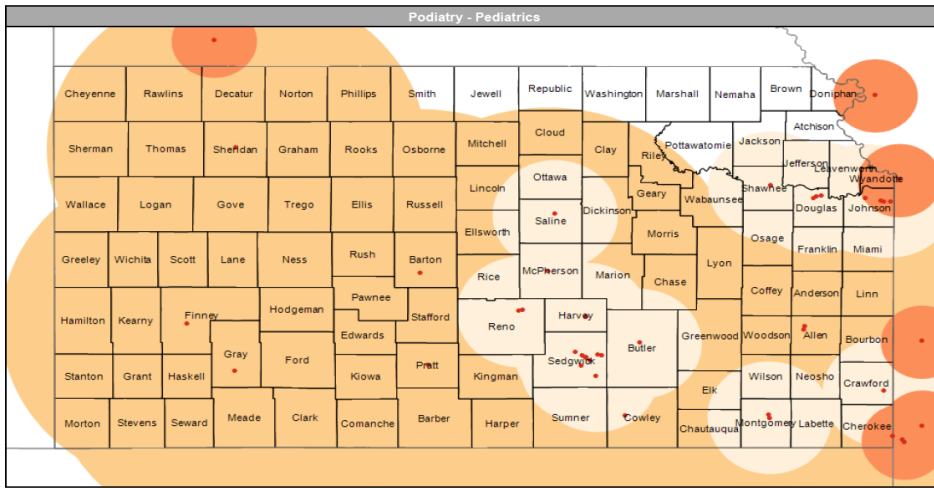 Podiatry - Pediatrics
Cheyenne Rawlins Decatur Norton Phillips Smith Jewell Republic Washington Marshall Nemaha Brown Doniphan
Sherman Thomas Sheridan Graham Rooks Osborne Mitchell Cloud Clay Riley Pottawatomie Jackson Atchison
Jefferson Leavenworth
Wyandotte
Wallace Logan Gove Trego Ellis Russell Lincoln Ottawa Geary Wabaunsee Shawnee Douglas Johnson
Ellsworth Saline Dickinson Morris Osage
Greeley Wichita Scott Lane Ness Rush Barton Rice McPherson Marion Chase Lyon Franklin Miami
Hamilton Kearny Finney Hodgeman Pawnee Stafford Reno Harvey Coffey Anderson Linn
Edwards
Gray Ford Sedgwick Butler Greenwood Woodson Allen Bourbon
Stanton Grant Haskell Kiowa Pratt Kingman Elk Wilson Neosho Crawford
Morton Stevens Seward Meade Clark Comanche Barber Harper Sumner Cowley Chautauqua Montgomery Labette Cherokee